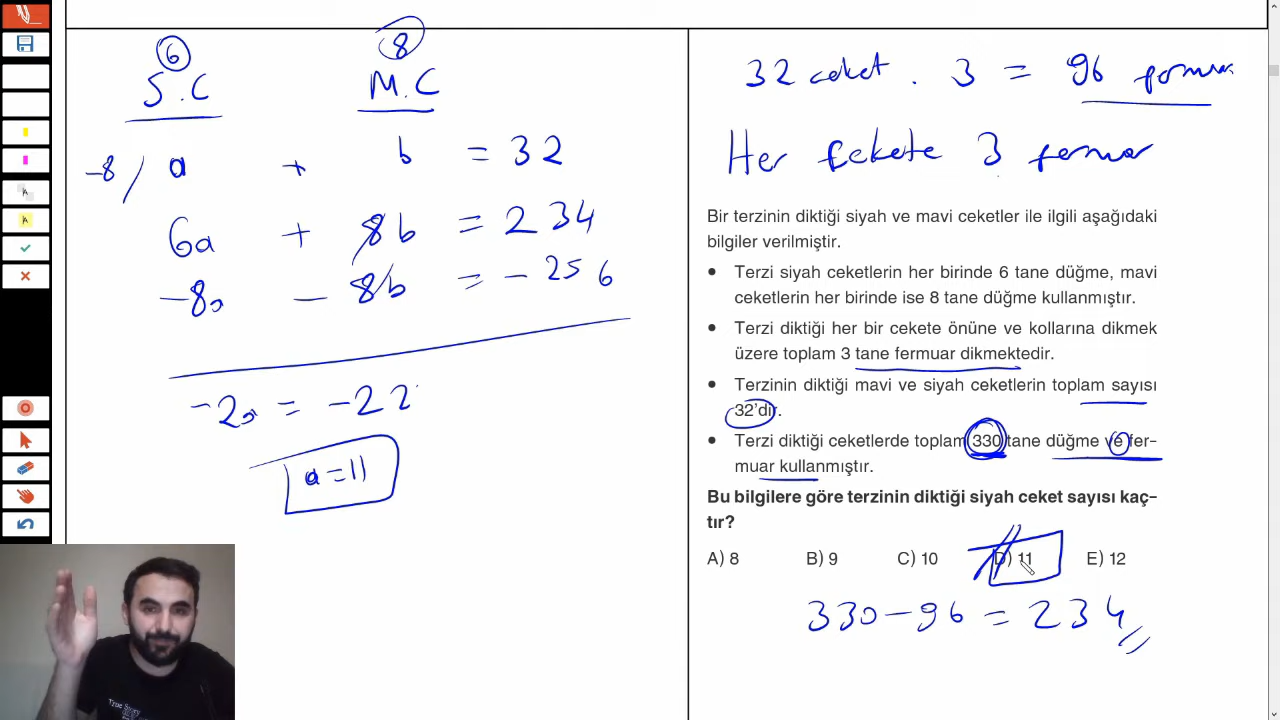 6
8
S.C
M.C
-8/ a + b = 32
6a + 8b = 234
-8a - 8b = -256
-2a = -22
a = 11
32 ceket . 3 = 96 fermuar
Her cekete 3 fermuar
Bir terzinin diktiği siyah ve mavi ceketler ile ilgili aşağıdaki
bilgiler verilmiştir.
• Terzi siyah ceketlerin her birinde 6 tane düğme, mavi
ceketlerin her birinde ise 8 tane düğme kullanmıştır.
• Terzi diktiği her bir cekete önüne ve kollarına dikmek
üzere toplam 3 tane fermuar dikmektedir.
• Terzinin diktiği mavi ve siyah ceketlerin toplam sayısı
32'dir.
• Terzi diktiği ceketlerde toplam 330 tane düğme ve fer-
muar kullanmıştır.
Bu bilgilere göre terzinin diktiği siyah ceket sayısı kaç-
tır?
A) 8 B) 9 C) 10 D) 11 E) 12
330 - 96 = 234